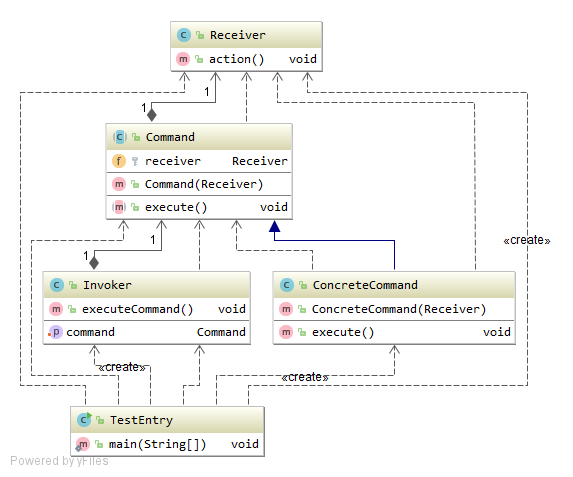 Receiver
action() void
1
1
Command
receiver Receiver
Command(Receiver)
execute() void
1
1
«create»
Invoker
executeCommand() void
command Command
ConcreteCommand
ConcreteCommand(Receiver)
execute() void
«create»
«create»
TestEntry
main(String[]) void
Powered by yFiles